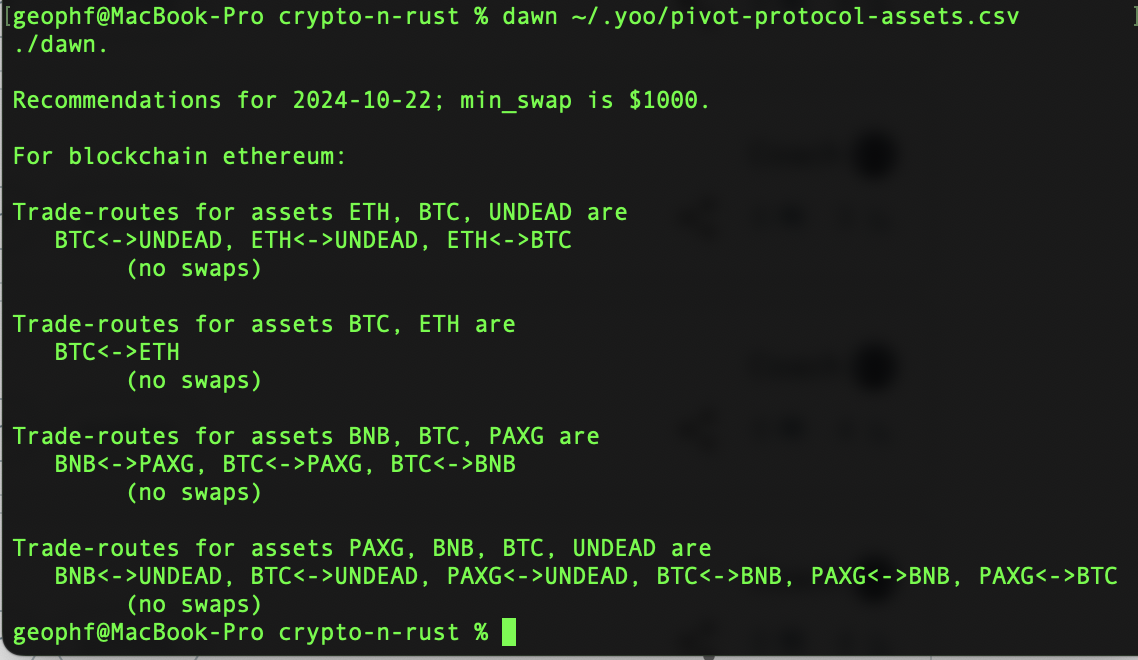 [geophf@MacBook-Pro crypto-n-rust % dawn ~/.yoo/pivot-protocol-assets.csv ]
./dawn.
Recommendations for 2024-10-22; min_swap is $1000.
For blockchain ethereum:
Trade-routes for assets ETH, BTC, UNDEAD are
BTC<->UNDEAD, ETH<->UNDEAD, ETH<->BTC
(no swaps)
Trade-routes for assets BTC, ETH are
BTC<->ETH
(no swaps)
Trade-routes for assets BNB, BTC, PAXG are
BNB<->PAXG, BTC<->PAXG, BTC<->BNB
(no swaps)
Trade-routes for assets PAXG, BNB, BTC, UNDEAD are
BNB<->UNDEAD, BTC<->UNDEAD, PAXG<->UNDEAD, BTC<->BNB, PAXG<->BNB, PAXG<->BTC
(no swaps)
geophf@MacBook-Pro crypto-n-rust %